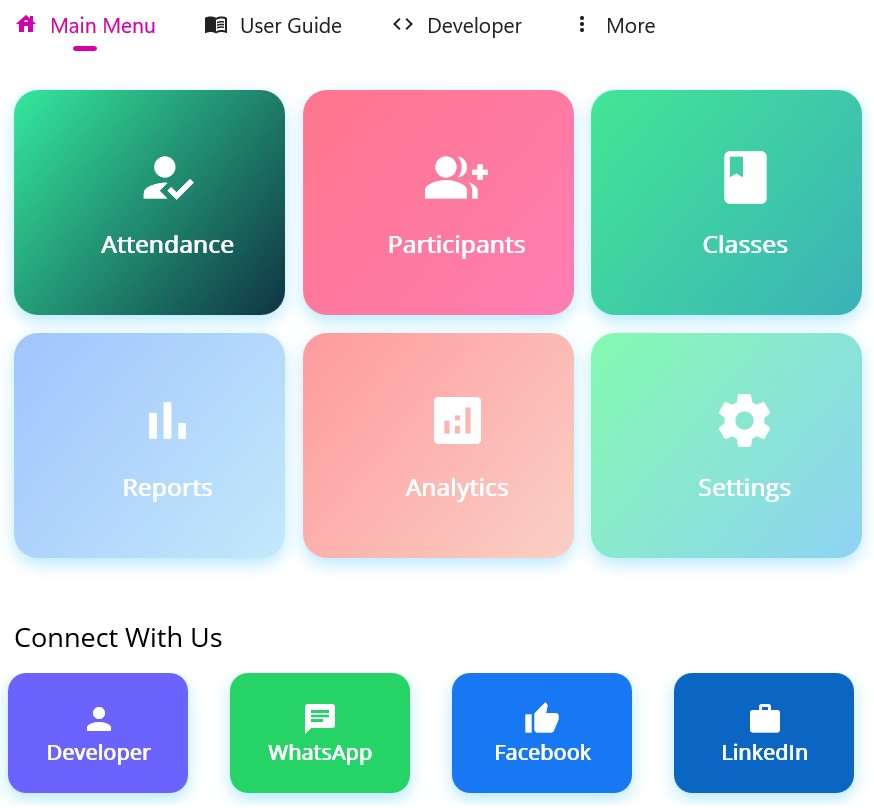 Main Menu User Guide Developer More
Attendance Participants Classes
Reports Analytics Settings
Connect With Us
Developer WhatsApp Facebook LinkedIn